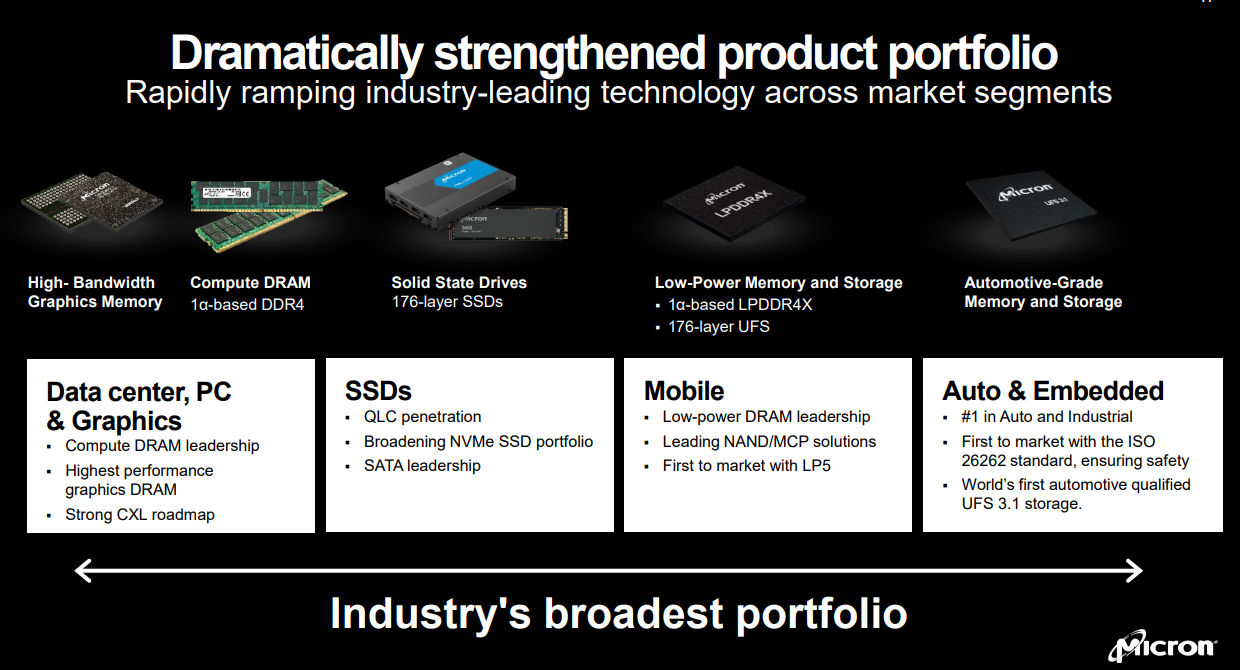 Dramatically strengthened product portfolio
Rapidly ramping industry-leading technology across market segments
Micron
Micron
Micron
3400
Micron
LPDDR4X
Micron
UFS 3.1
High- Bandwidth
Graphics Memory
Compute DRAM
1α-based DDR4
Solid State Drives
176-layer SSDs
Low-Power Memory and Storage
▪ 1α-based LPDDR4X
▪ 176-layer UFS
Automotive-Grade
Memory and Storage
Data center, PC
& Graphics
▪ Compute DRAM leadership
▪ Highest performance
graphics DRAM
▪ Strong CXL roadmap
SSDs
▪ QLC penetration
▪ Broadening NVMe SSD portfolio
▪ SATA leadership
Mobile
▪ Low-power DRAM leadership
▪ Leading NAND/MCP solutions
▪ First to market with LP5
Auto & Embedded
▪ #1 in Auto and Industrial
▪ First to market with the ISO
26262 standard, ensuring safety
▪ World’s first automotive qualified
UFS 3.1 storage.
Industry's broadest portfolio
Micron